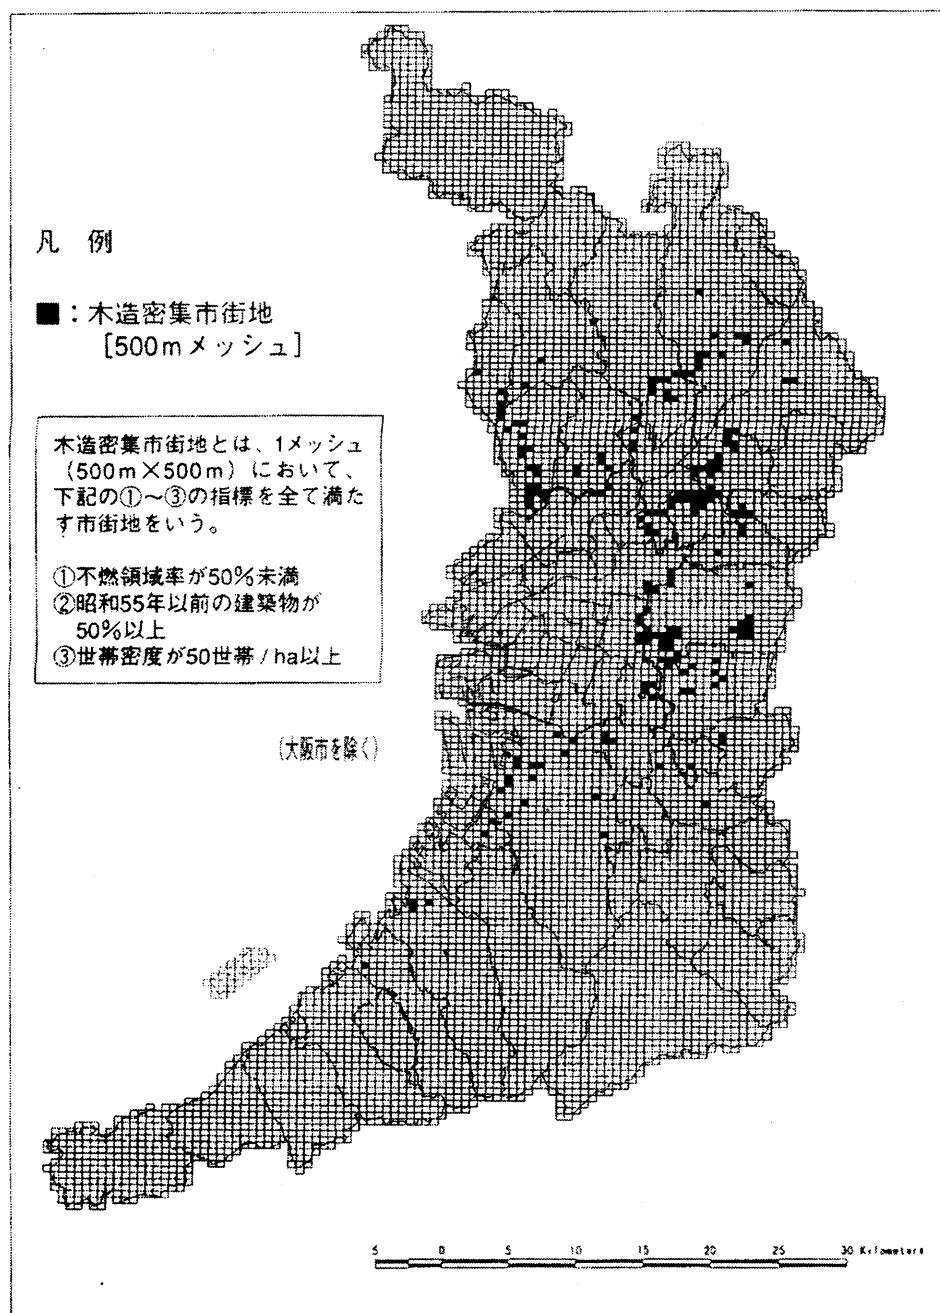 凡 例
■：木造密集市街地
[500mメッシュ]
木造密集市街地とは、1メッシュ
（500m×500m）において、
下記の①～③の指標を全て満た
す市街地をいう。
①不燃領域率が50％未満
②昭和55年以前の建築物が
50％以上
③世帯密度が50世帯/ha以上
(大阪市を除く)
5 0 5 10 15 20 25 30 Kilometers